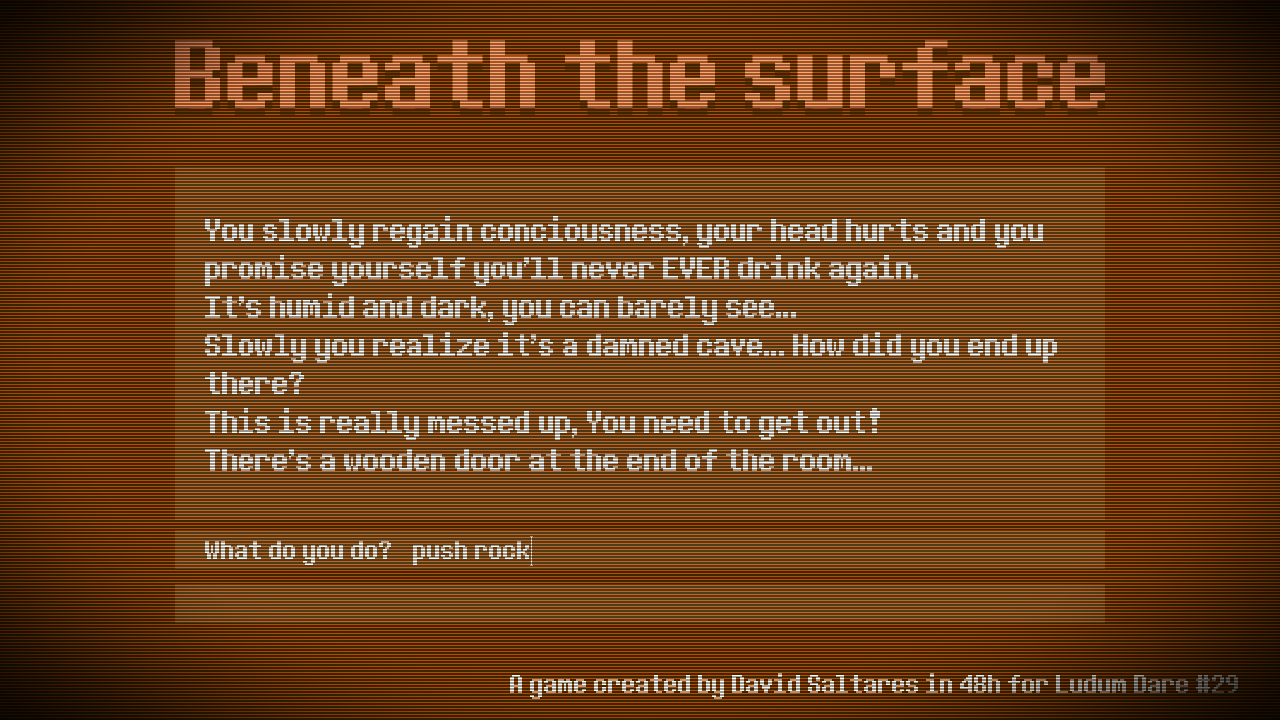 Beneath the surface
You slowly regain conciousness, your head hurts and you
promise yourself you'll never EVER drink again.
It's humid and dark, you can barely see...
Slowly you realize it's a damned cave... How did you end up
there?
This is really messed up, You need to get out!
There's a wooden door at the end of the room...
What do you do? push rock
A game created by David Saltares in 48h for Ludum Dare #29